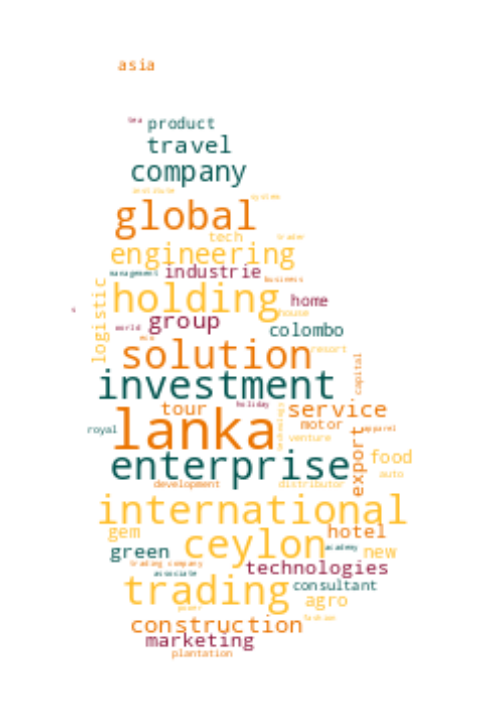 asia
tea product
travel
company
institute
system
global
tech trader
engineering
management industrie
business
logistic
holding
home
house
world group
colombo
solution
resort
investment
capital
tour holiday service
royal lanka motor apparel
technology venture
enterprise
export
food
auto
development distributor
international
gem ceylon hotel
green academy new
trading company technologies
associate
trading consultant
agro
power
fashion
construction
marketing
plantation